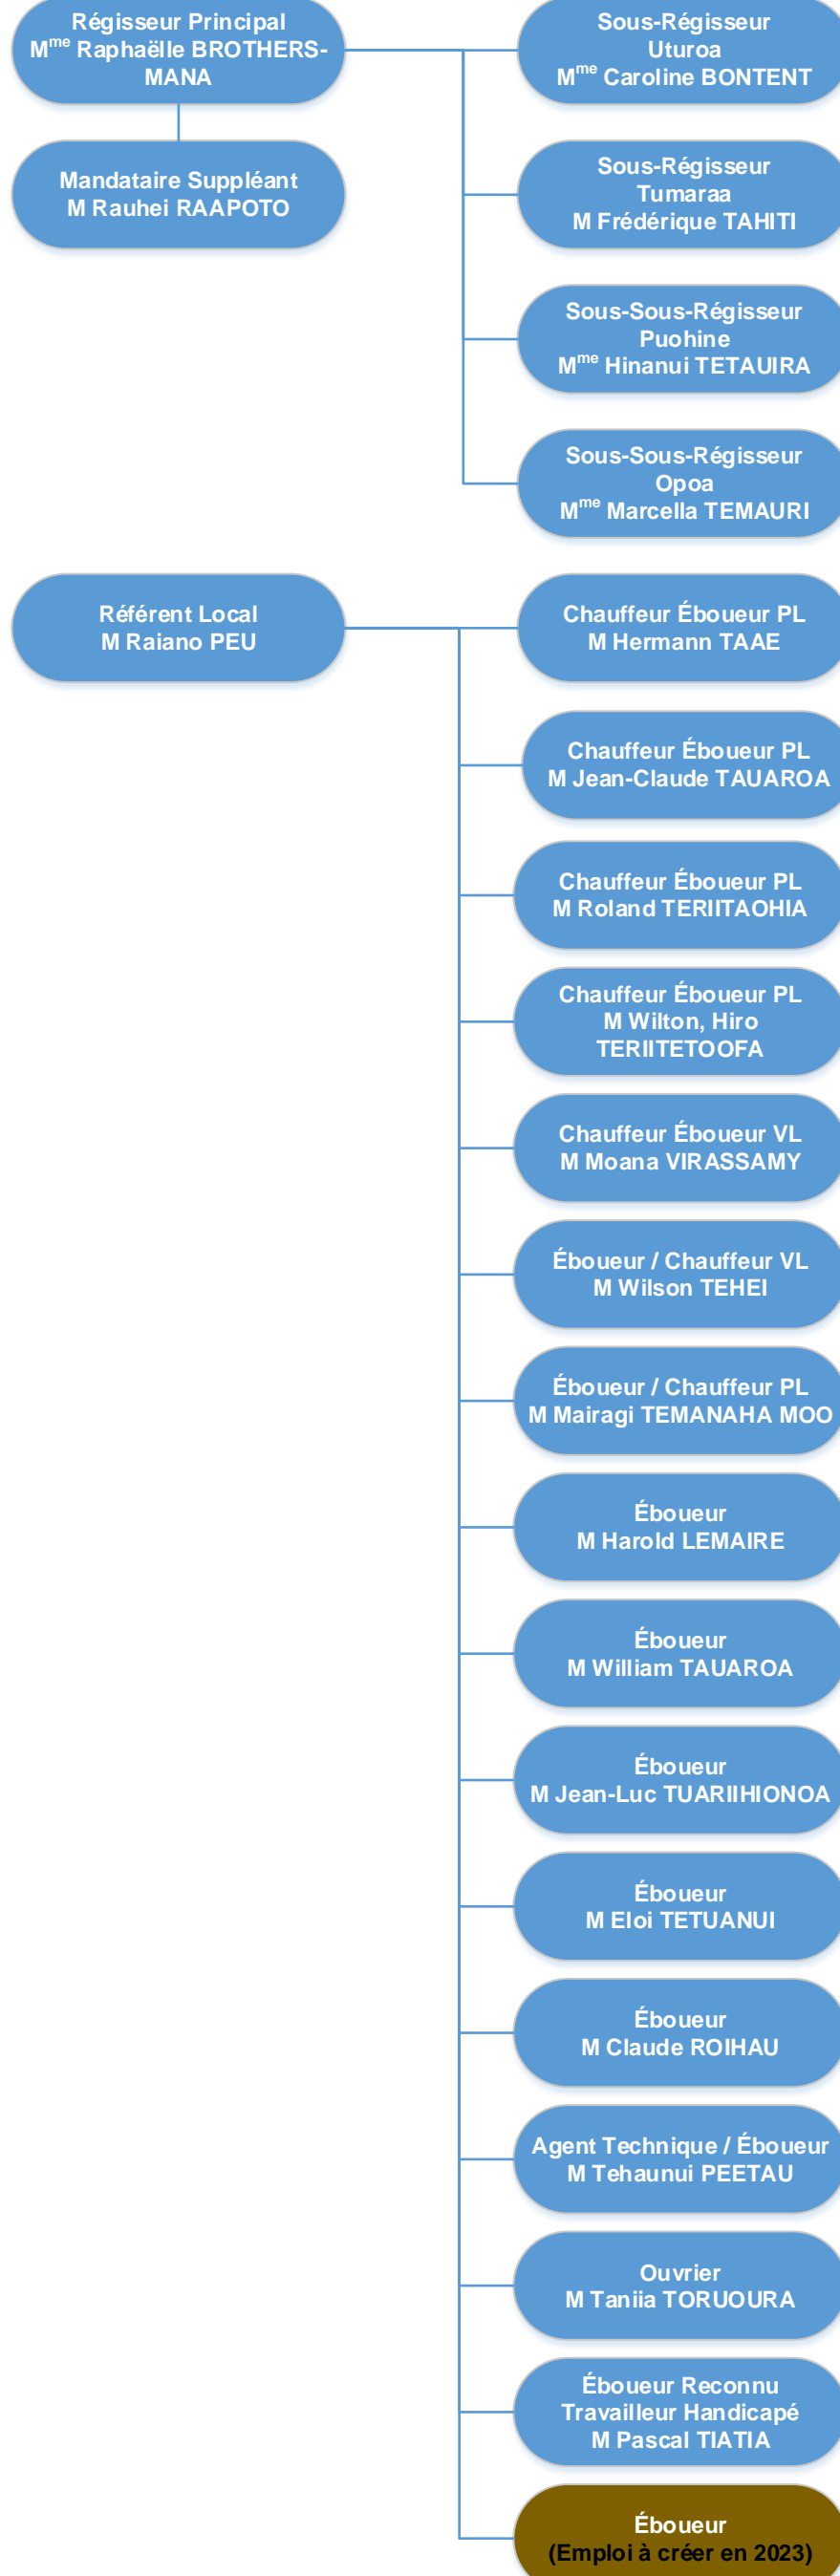 Régisseur Principal
Mme Raphaëlle BROTHERS-
MANA
Mandataire Suppléant
M Rauhei RAAPOTO
Sous-Régisseur
Uturoa
Mme Caroline BONTENT
Sous-Régisseur
Tumaraa
M Frédérique TAHITI
Sous-Sous-Régisseur
Puohine
Mme Hinanui TETAUIRA
Sous-Sous-Régisseur
Opoa
Mme Marcella TEMAURI
Référent Local
M Raiano PEU
Chauffeur Éboueur PL
M Hermann TAAE
Chauffeur Éboueur PL
M Jean-Claude TAUAROA
Chauffeur Éboueur PL
M Roland TERIITAOHIA
Chauffeur Éboueur PL
M Wilton, Hiro
TERIITETOOFA
Chauffeur Éboueur VL
M Moana VIRASSAMY
Éboueur / Chauffeur VL
M Wilson TEHEI
Éboueur / Chauffeur PL
M Mairagi TEMANAHA MOO
Éboueur
M Harold LEMAIRE
Éboueur
M William TAUAROA
Éboueur
M Jean-Luc TUARIIHIONOA
Éboueur
M Eloi TETUANUI
Éboueur
M Claude ROIHAU
Agent Technique / Éboueur
M Tehaunui PEETAU
Ouvrier
M Taniia TORUOURA
Éboueur Reconnu
Travailleur Handicapé
M Pascal TIATIA
Éboueur
(Emploi à créer en 2023)